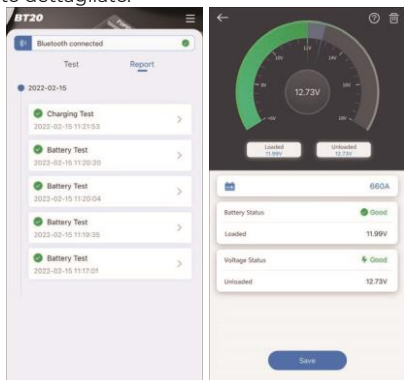 to dettagliato.
BT20
Bluetooth connected
Test Report
2022-02-15
Charging Test
2022-02-15 11:21:53
Battery Test
2022-02-15 11:20:20
Battery Test
2022-02-15 11:20:04
Battery Test
2022-02-15 11:19:35
Battery Test
2022-02-15 11:17:01
12.73V
Loaded
11.99V
Unloaded
12.73V
660A
Battery Status Good
Loaded 11.99V
Voltage Status Good
Unloaded 12.73V
Save